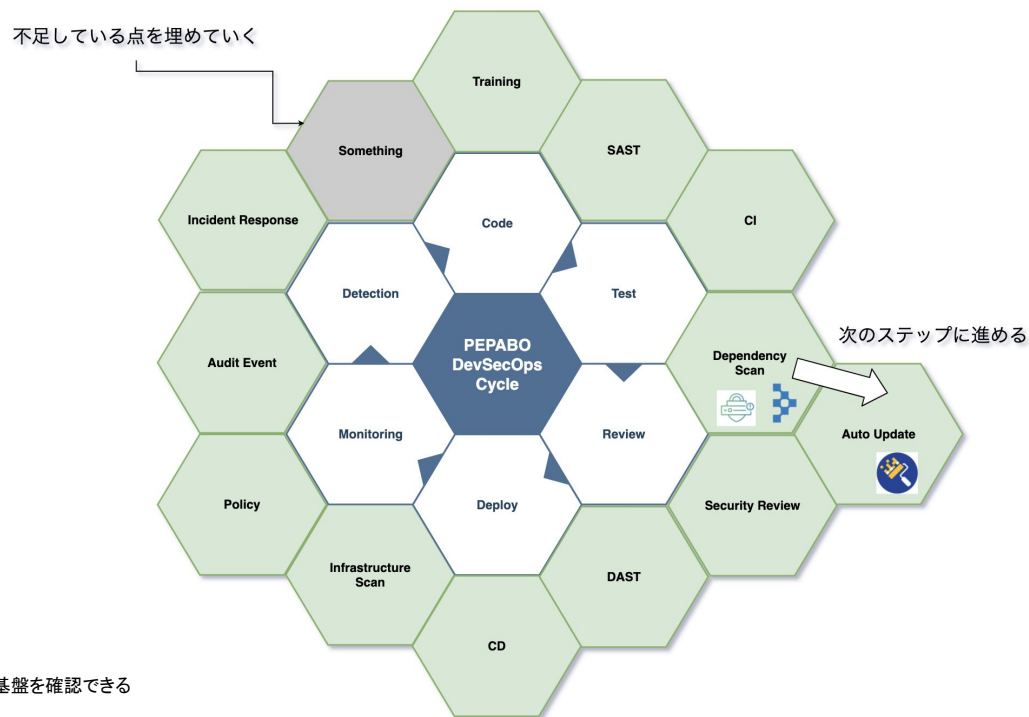 不足している点を埋めていく
Training
Something
SAST
Incident Response
Code
CI
Detection
Test
次のステップに進める
PEPABO
DevSecOps
Cycle
Audit Event
Dependency
Scan
Monitoring
Review
Auto Update
Policy
Deploy
Security Review
Infrastructure
Scan
DAST
CD
基盤を確認できる